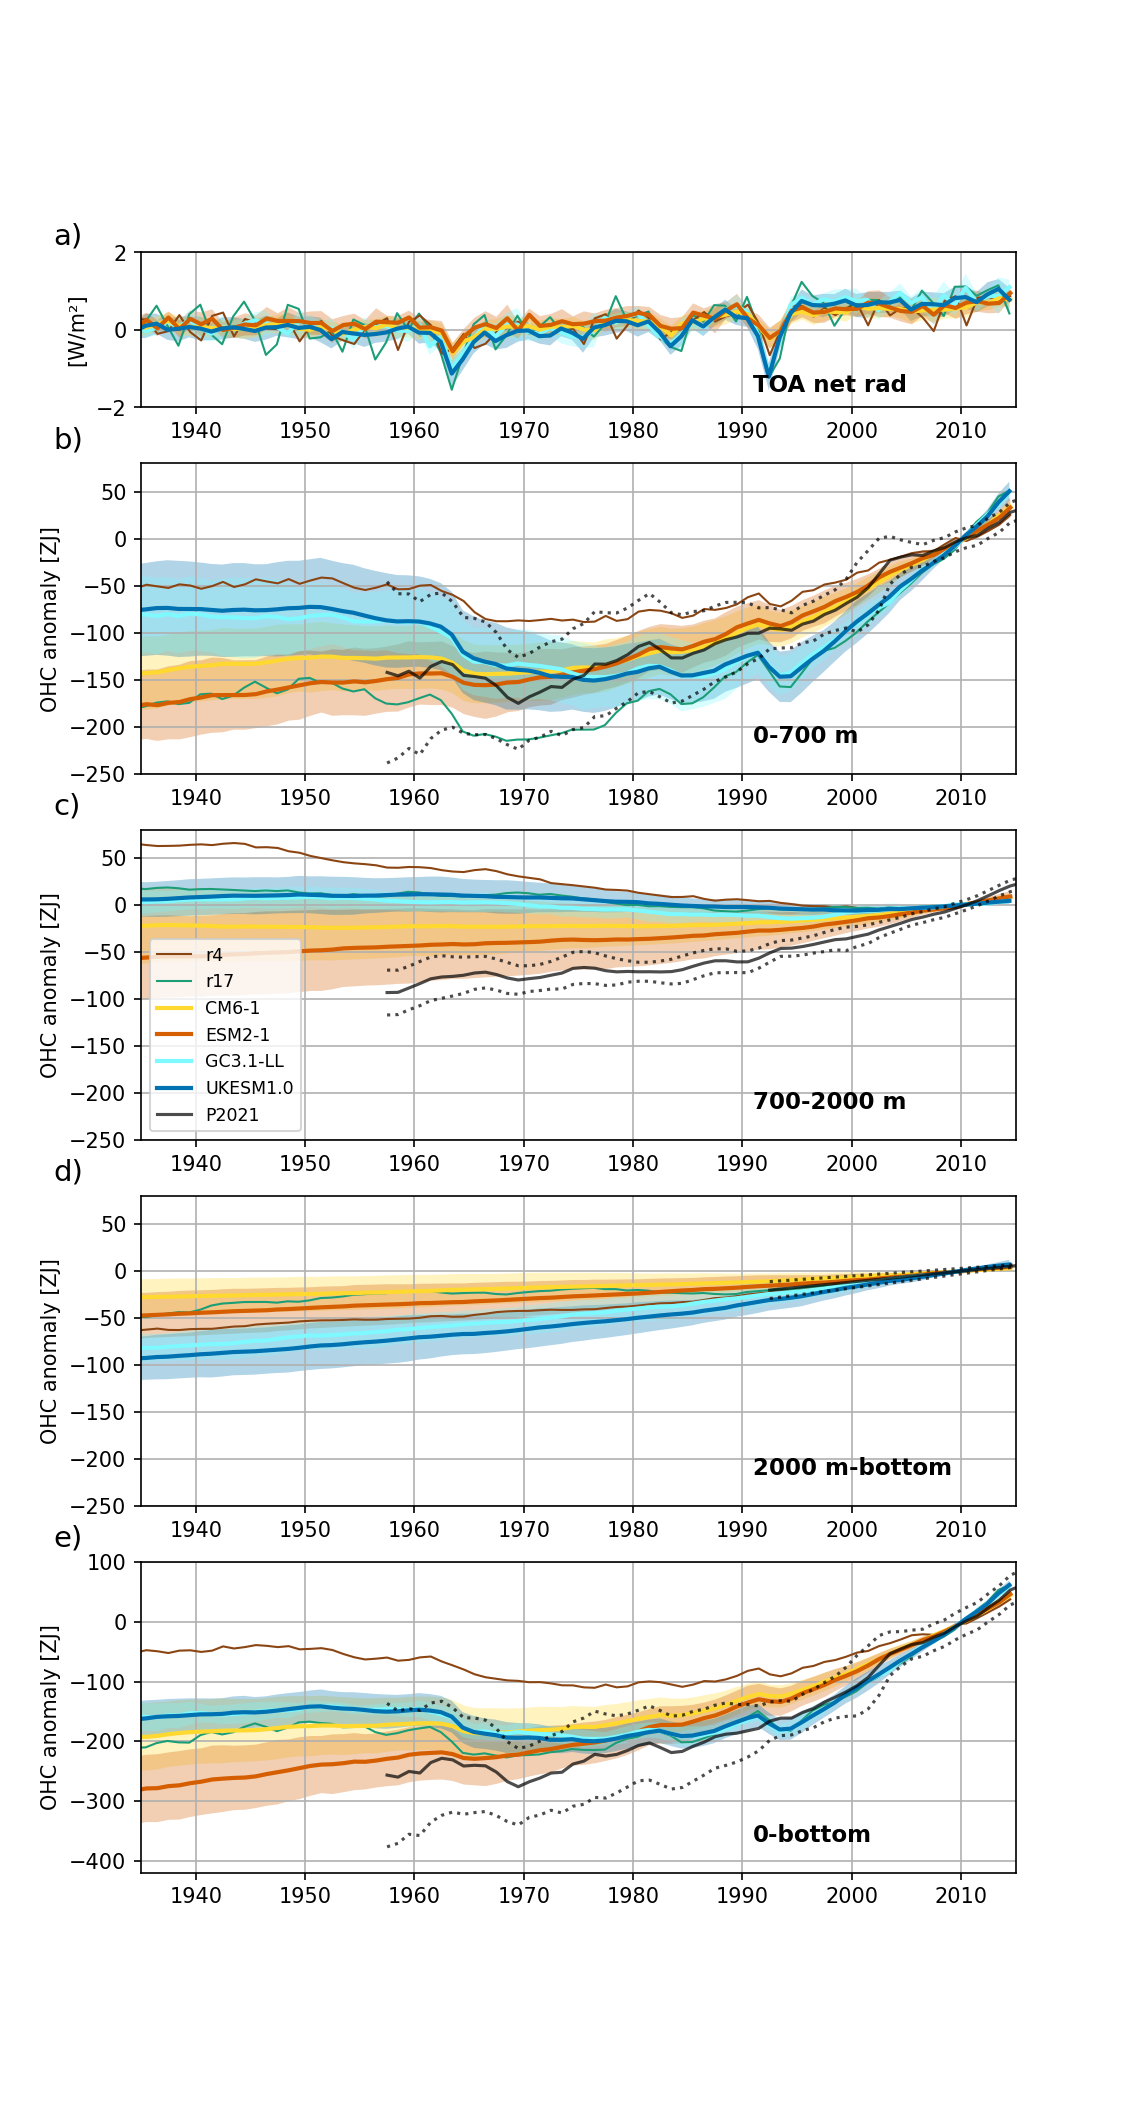 a)
2
0
−2
[W/m²]
TOA net rad
1940 1950 1960 1970 1980 1990 2000 2010
b)
50
0
−50
−100
−150
−200
−250
OHC anomaly [ZJ]
0-700 m
1940 1950 1960 1970 1980 1990 2000 2010
c)
50
0
−50
−100
−150
−200
−250
OHC anomaly [ZJ]
r4
r17
CM6-1
ESM2-1
GC3.1-LL
UKESM1.0
P2021
700-2000 m
1940 1950 1960 1970 1980 1990 2000 2010
d)
50
0
−50
−100
−150
−200
−250
OHC anomaly [ZJ]
2000 m-bottom
1940 1950 1960 1970 1980 1990 2000 2010
e)
100
0
−100
−200
−300
−400
OHC anomaly [ZJ]
0-bottom
1940 1950 1960 1970 1980 1990 2000 2010